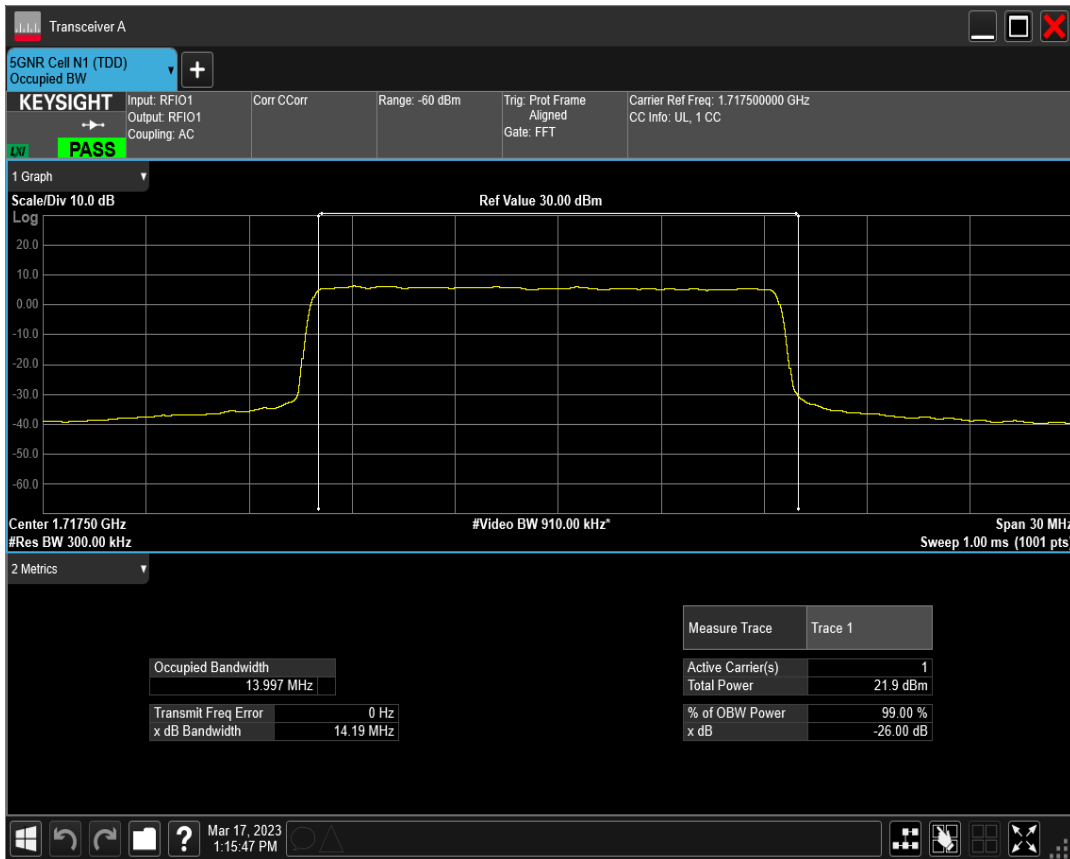 Transceiver A
5GNR Cell N1 (TDD)
Occupied BW
+
KEYSIGHT
LXI
PASS
Input: RFIO1
Output: RFIO1
Coupling: AC
Corr CCorr
Range: -60 dBm
Trig: Prot Frame
Aligned
Gate: FFT
Carrier Ref Freq: 1.717500000 GHz
CC Info: UL, 1 CC
1 Graph
Scale/Div 10.0 dB
Ref Value 30.00 dBm
Log
20.0
10.0
0.00
-10.0
-20.0
-30.0
-40.0
-50.0
-60.0
Center 1.71750 GHz
#Video BW 910.00 kHz*
Span 30 MHz
#Res BW 300.00 kHz
Sweep 1.00 ms (1001 pts)
2 Metrics
Measure Trace Trace 1
Occupied Bandwidth
13.997 MHz
Active Carrier(s) 1
Total Power 21.9 dBm
Transmit Freq Error 0 Hz
x dB Bandwidth 14.19 MHz
% of OBW Power 99.00 %
x dB -26.00 dB
?
Mar 17, 2023
1:15:47 PM